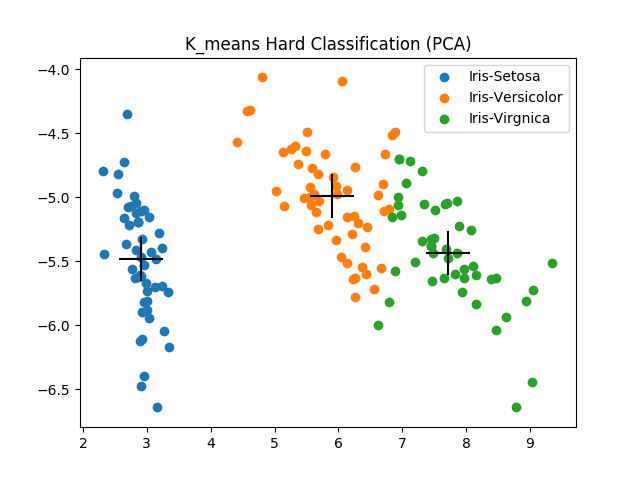 K_means Hard Classification (PCA)
Iris-Setosa
Iris-Versicolor
Iris-Virgnica
−4.0
−4.5
−5.0
−5.5
−6.0
−6.5
2 3 4 5 6 7 8 9